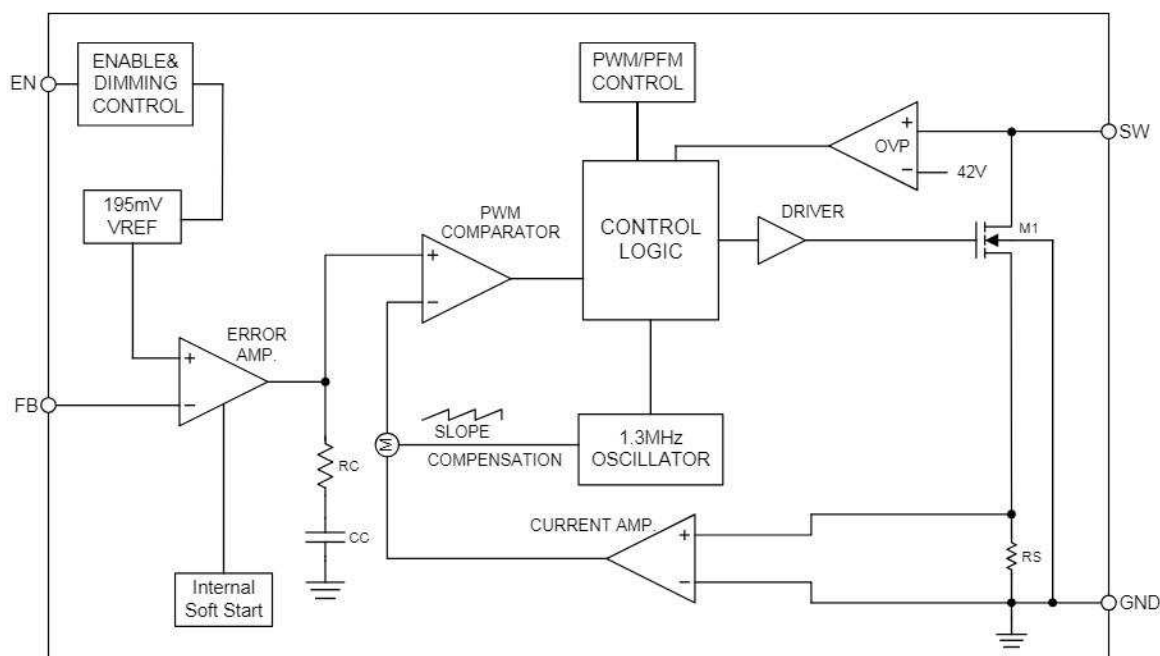 EN
ENABLE&
DIMMING
CONTROL
PWM/PFM
CONTROL
+
OVP
−
42V
SW
195mV
VREF
PWM
COMPARATOR
+
−
CONTROL
LOGIC
DRIVER
M1
ERROR
AMP.
+
−
FB
RC
CC
M
SLOPE
COMPENSATION
1.3MHz
OSCILLATOR
CURRENT AMP.
+
−
RS
Internal
Soft Start
GND